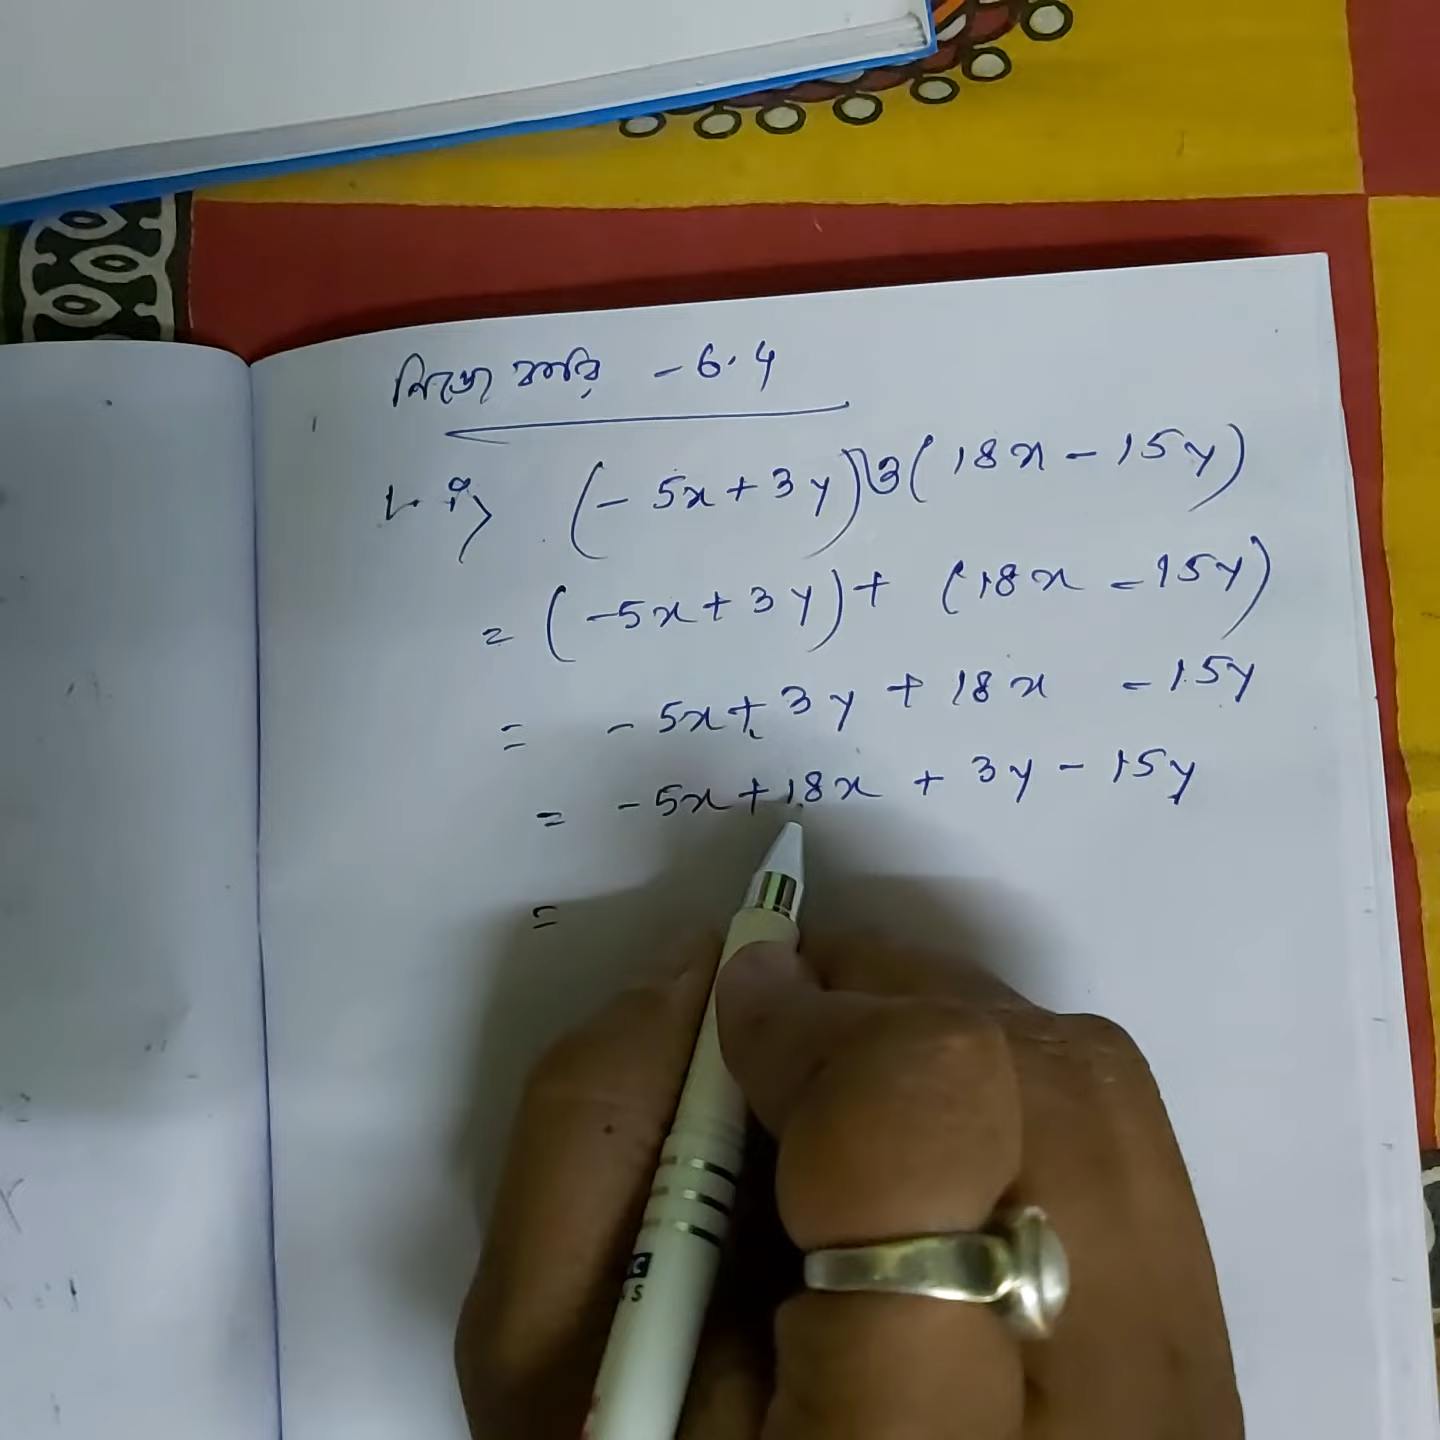 নিজে করি - 6.4
1. i) (- 5x + 3y) ও (18x - 15y)
= (-5x + 3y) + (18x - 15y)
= - 5x + 3y + 18x - 15y
= - 5x + 18x + 3y - 15y
=